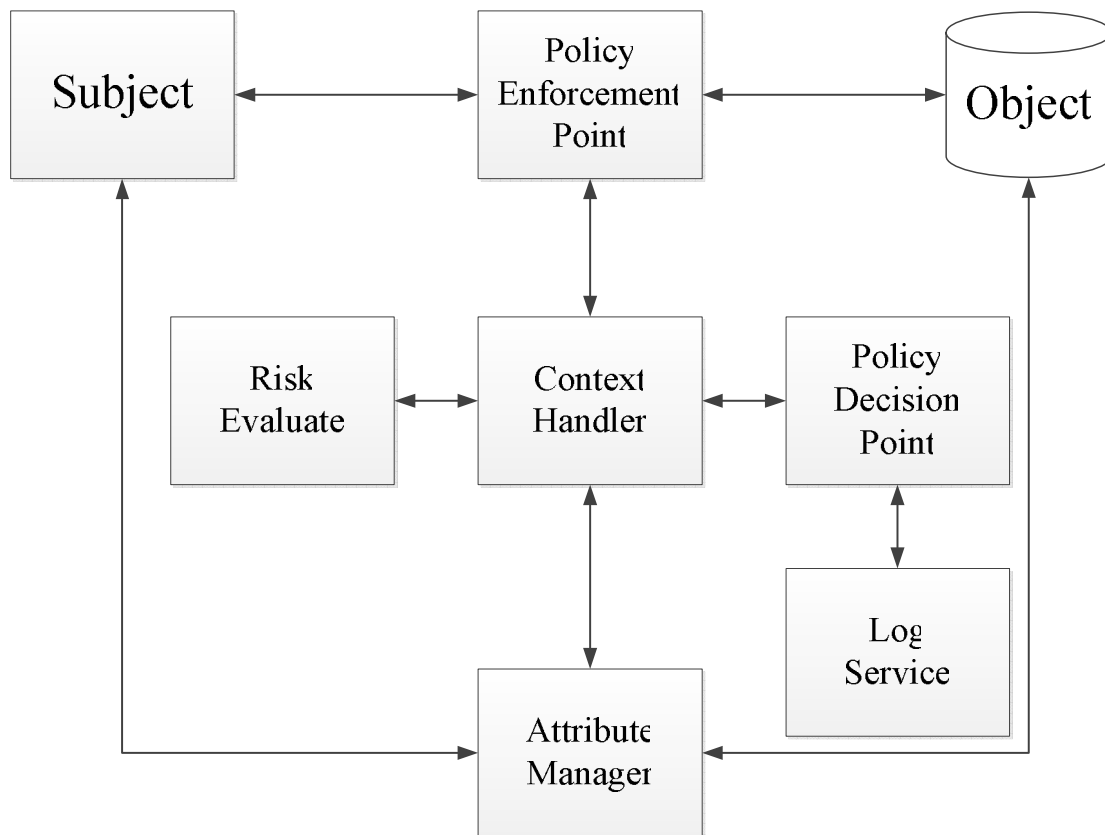 Subject
Policy
Enforcement
Point
Object
Risk
Evaluate
Context
Handler
Policy
Decision
Point
Log
Service
Attribute
Manager